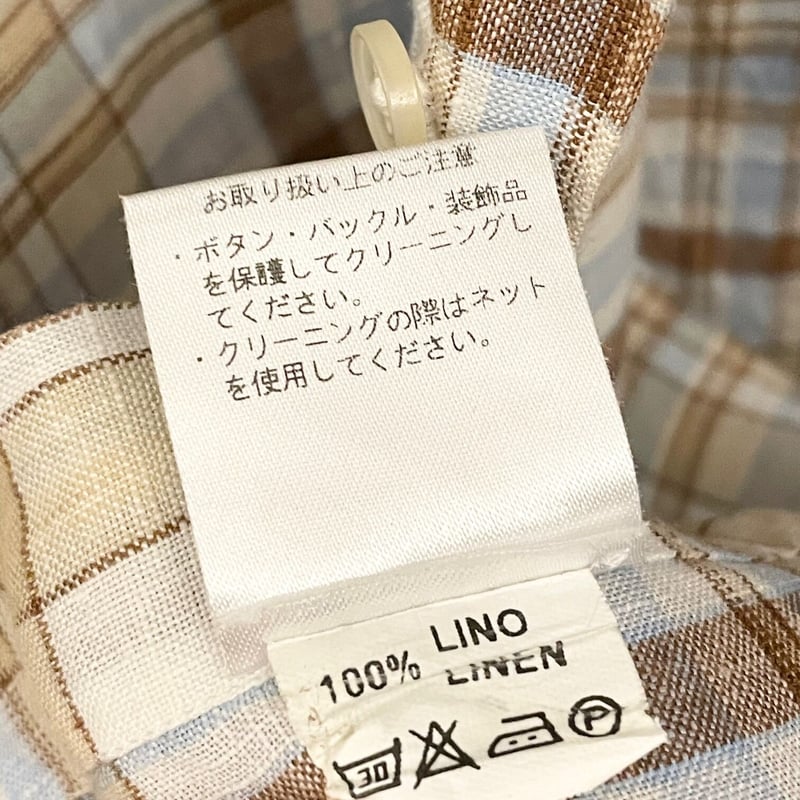 お取り扱い上のご注意
・ボタン・バックル・装飾品
を保護してクリーニングし
てください。
・クリーニングの際はネット
を使用してください。
100% LINO
LINEN
30 P